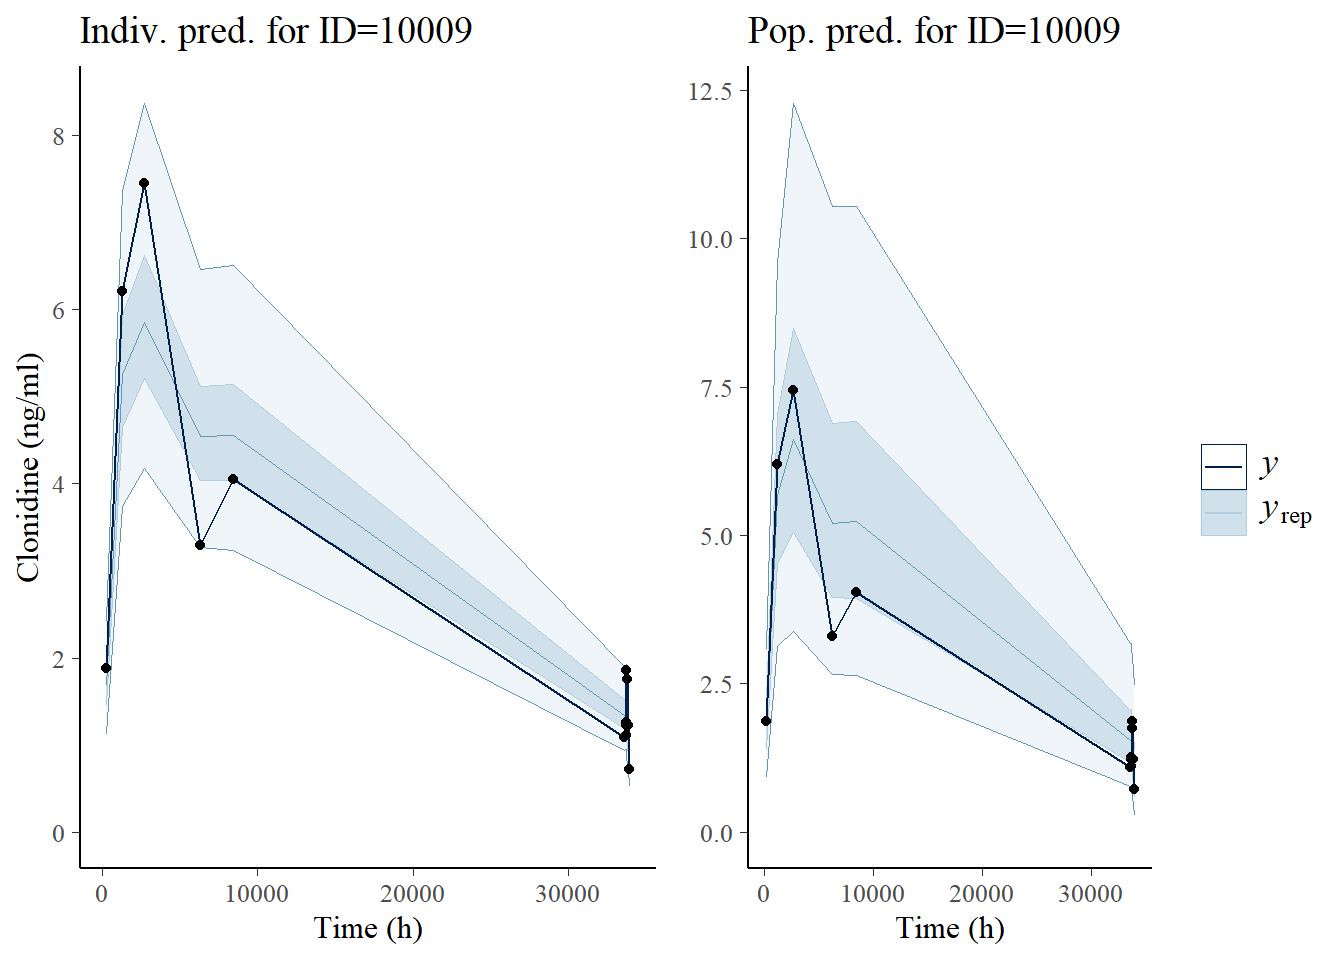 Indiv. pred. for ID=10009
Clonidine (ng/ml)
8
6
4
2
0
0 10000 20000 30000
Time (h)
Pop. pred. for ID=10009
12.5
10.0
7.5
5.0
2.5
0.0
0 10000 20000 30000
Time (h)
y
y rep